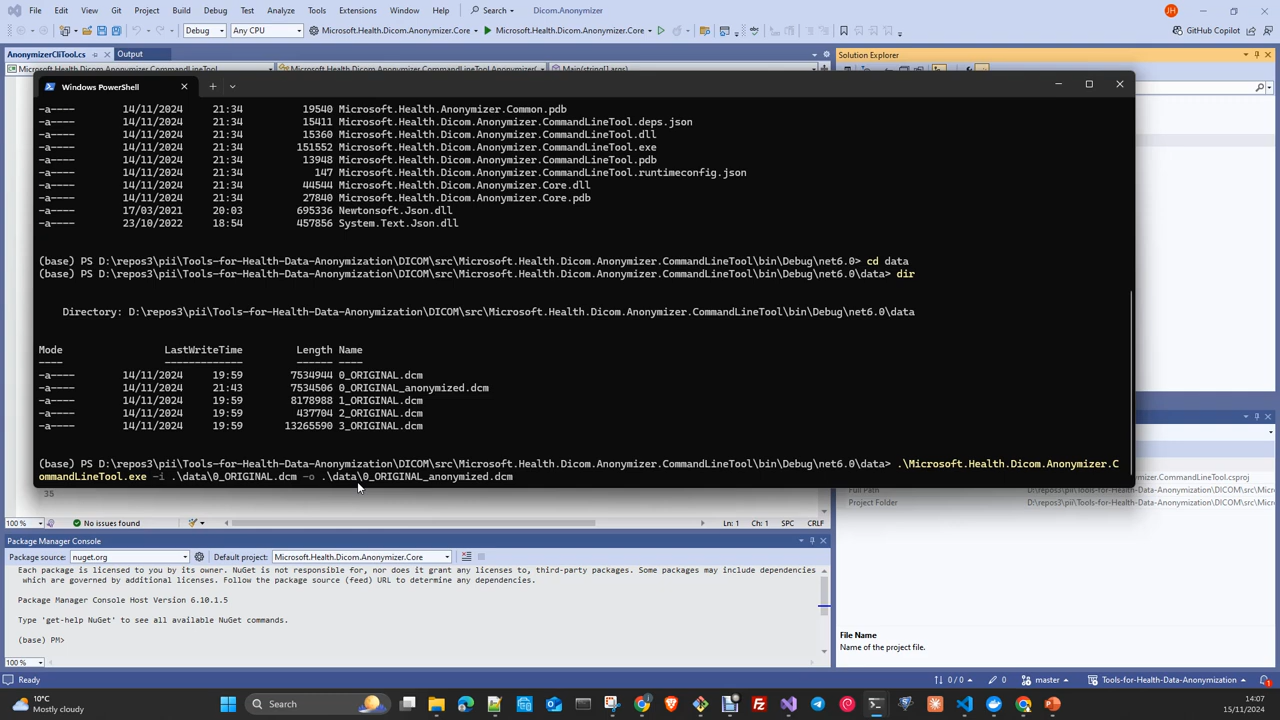 File Edit View Git Project Build Debug Test Analyze Tools Extensions Window Help Search Dicom.Anonymizer JH
Debug Any CPU Microsoft.Health.Dicom.Anonymizer.Core Microsoft.Health.Dicom.Anonymizer.Core GitHub Copilot
AnonymizerCliTool.cs Output Solution Explorer
Windows PowerShell
-a---- 14/11/2024 21:34 19540 Microsoft.Health.Anonymizer.Common.pdb
-a---- 14/11/2024 21:34 15411 Microsoft.Health.Dicom.Anonymizer.CommandLineTool.deps.json
-a---- 14/11/2024 21:34 15360 Microsoft.Health.Dicom.Anonymizer.CommandLineTool.dll
-a---- 14/11/2024 21:34 151552 Microsoft.Health.Dicom.Anonymizer.CommandLineTool.exe
-a---- 14/11/2024 21:34 13948 Microsoft.Health.Dicom.Anonymizer.CommandLineTool.pdb
-a---- 14/11/2024 21:34 147 Microsoft.Health.Dicom.Anonymizer.CommandLineTool.runtimeconfig.json
-a---- 14/11/2024 21:34 44544 Microsoft.Health.Dicom.Anonymizer.Core.dll
-a---- 14/11/2024 21:34 27840 Microsoft.Health.Dicom.Anonymizer.Core.pdb
-a---- 17/03/2021 20:03 695336 Newtonsoft.Json.dll
-a---- 23/10/2022 18:54 457856 System.Text.Json.dll
(base) PS D:\repos3\pii\Tools-for-Health-Data-Anonymization\DICOM\src\Microsoft.Health.Dicom.Anonymizer.CommandLineTool\bin\Debug\net6.0> cd data
(base) PS D:\repos3\pii\Tools-for-Health-Data-Anonymization\DICOM\src\Microsoft.Health.Dicom.Anonymizer.CommandLineTool\bin\Debug\net6.0\data> dir
Directory: D:\repos3\pii\Tools-for-Health-Data-Anonymization\DICOM\src\Microsoft.Health.Dicom.Anonymizer.CommandLineTool\bin\Debug\net6.0\data
Mode LastWriteTime Length Name
---- ------------- ------ ----
-a---- 14/11/2024 19:59 7534944 0_ORIGINAL.dcm
-a---- 14/11/2024 21:43 7534506 0_ORIGINAL_anonymized.dcm
-a---- 14/11/2024 19:59 8178988 1_ORIGINAL.dcm
-a---- 14/11/2024 19:59 437704 2_ORIGINAL.dcm
-a---- 14/11/2024 19:59 13265590 3_ORIGINAL.dcm
(base) PS D:\repos3\pii\Tools-for-Health-Data-Anonymization\DICOM\src\Microsoft.Health.Dicom.Anonymizer.CommandLineTool\bin\Debug\net6.0\data> .\Microsoft.Health.Dicom.Anonymizer.C
ommandLineTool.exe -i .\data\0_ORIGINAL.dcm -o .\data\0_ORIGINAL_anonymized.dcm
35
100 % No issues found Ln: 1 Ch: 1 SPC CRLF
Full Path
Project Folder
Package Manager Console
Package source: nuget.org Default project: Microsoft.Health.Dicom.Anonymizer.Core
Each package is licensed to you by its owner. NuGet is not responsible for, nor does it grant any licenses to, third-party packages. Some packages may include dependencies
which are governed by additional licenses. Follow the package source (feed) URL to determine any dependencies.
Package Manager Console Host Version 6.10.1.5
Type 'get-help NuGet' to see all available NuGet commands.
(base) PM>
100 %
File Name
Name of the project file.
Ready 0 / 0 0 master Tools-for-Health-Data-Anonymization
10°C
Mostly cloudy
Search
14:07
15/11/2024